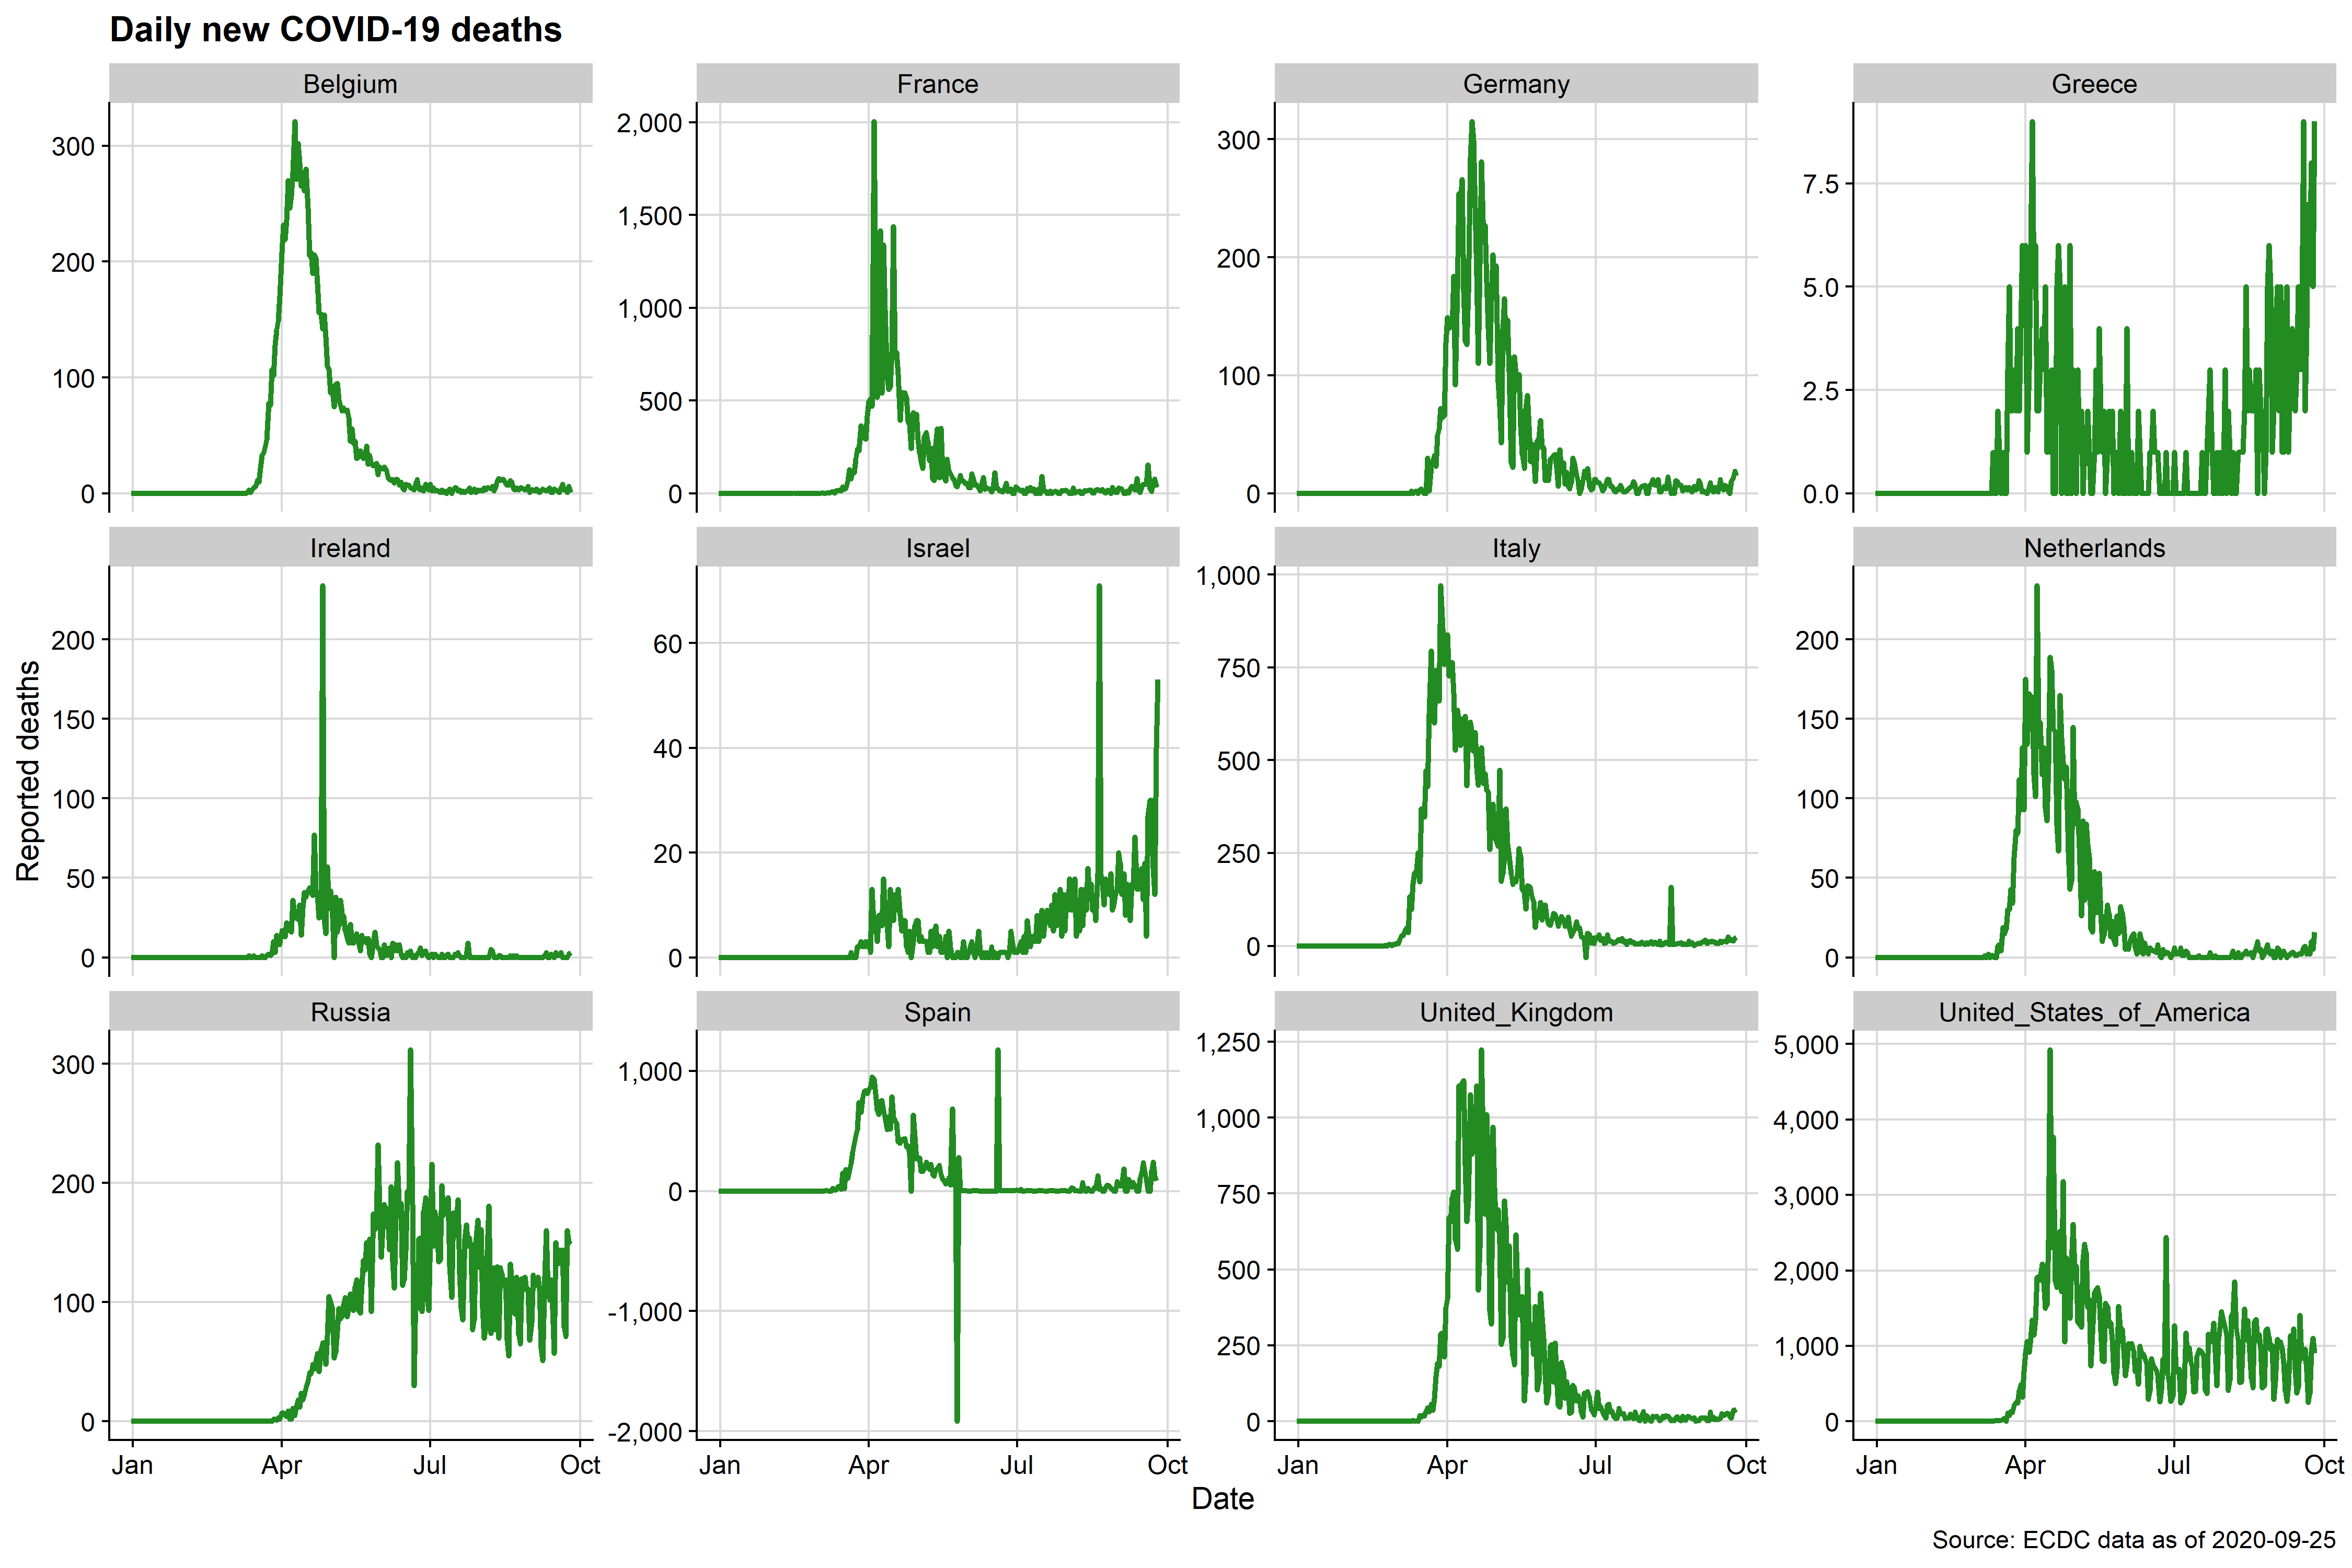 Daily new COVID-19 deaths
Belgium
France
Germany
Greece
300
200
100
0
2,000
1,500
1,000
500
0
300
200
100
0
7.5
5.0
2.5
0.0
Ireland
Israel
Italy
Netherlands
200
150
100
50
0
60
40
20
0
1,000
750
500
250
0
200
150
100
50
0
Russia
Spain
United_Kingdom
United_States_of_America
300
200
100
0
1,000
0
-1,000
-2,000
1,250
1,000
750
500
250
0
5,000
4,000
3,000
2,000
1,000
0
Jan Apr Jul Oct
Jan Apr Jul Oct
Jan Apr Jul Oct
Jan Apr Jul Oct
Reported deaths
Date
Source: ECDC data as of 2020-09-25